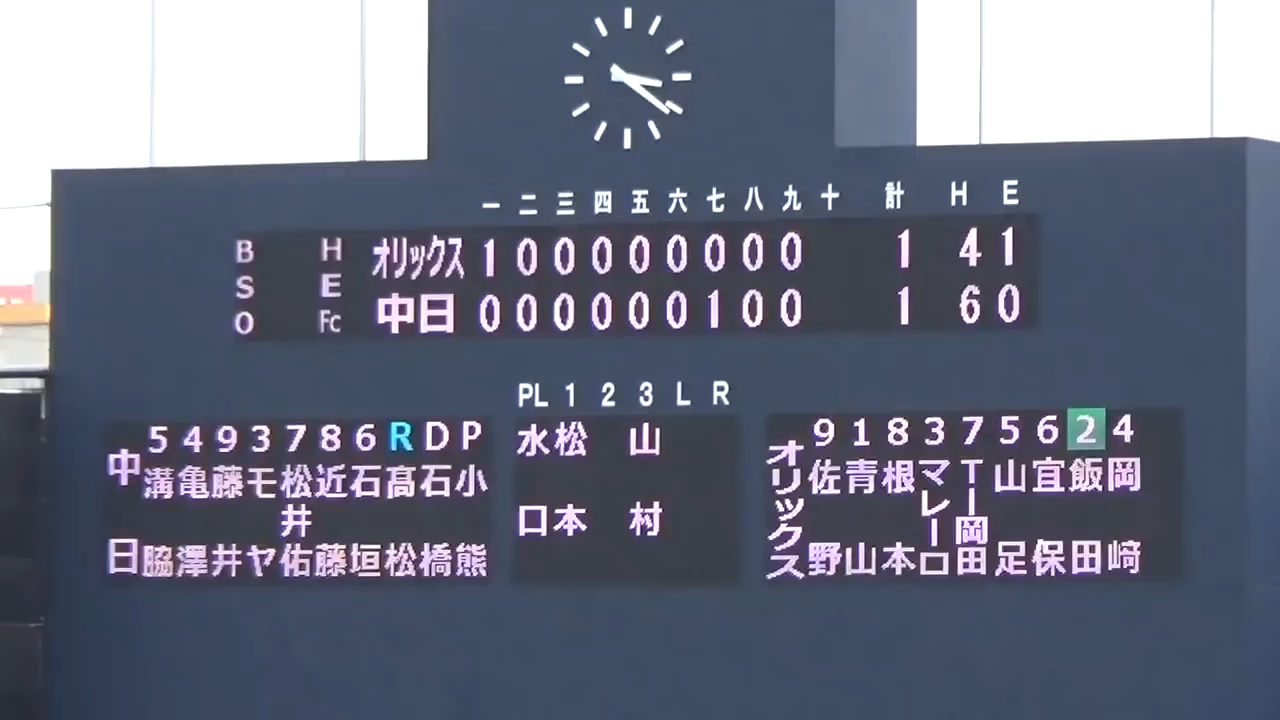 一 二 三 四 五 六 七 八 九 十 計 H E
B H オリックス 1 0 0 0 0 0 0 0 0 1 4 1
S E
O Fc 中日 0 0 0 0 0 0 1 0 0 1 6 0
PL 1 2 3 L R
水口 松本 山村
中日
5 4 9 3 7 8 6 R D P
溝脇 亀澤 藤井 モヤ 松井佑 近藤 石垣 髙松 石橋 小熊
オリックス
9 1 8 3 7 5 6 2 4
佐野 青山 根本 マレーロ T-岡田 山足 宜保 飯田 岡﨑